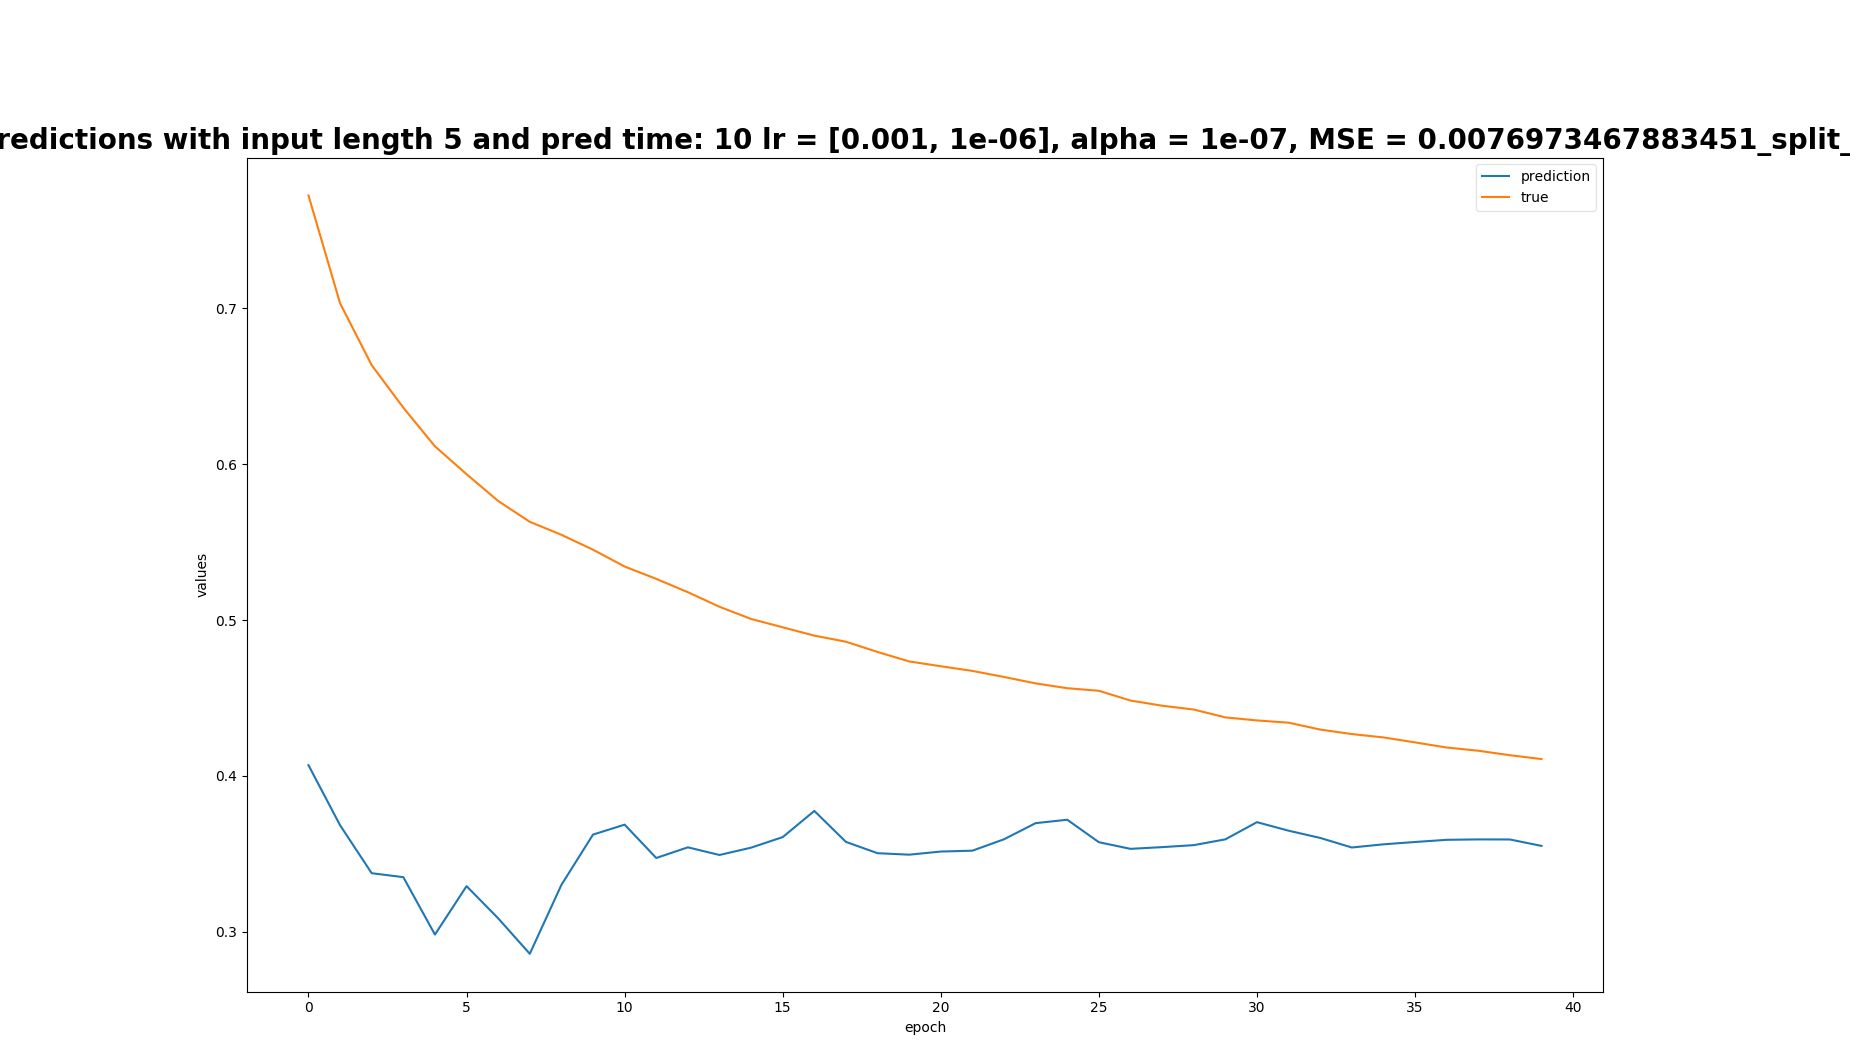 redictions with input length 5 and pred time: 10 lr = [0.001, 1e-06], alpha = 1e-07, MSE = 0.0076973467883451_split_
prediction
true
0.7
0.6
0.5
0.4
0.3
values
0 5 10 15 20 25 30 35 40
epoch